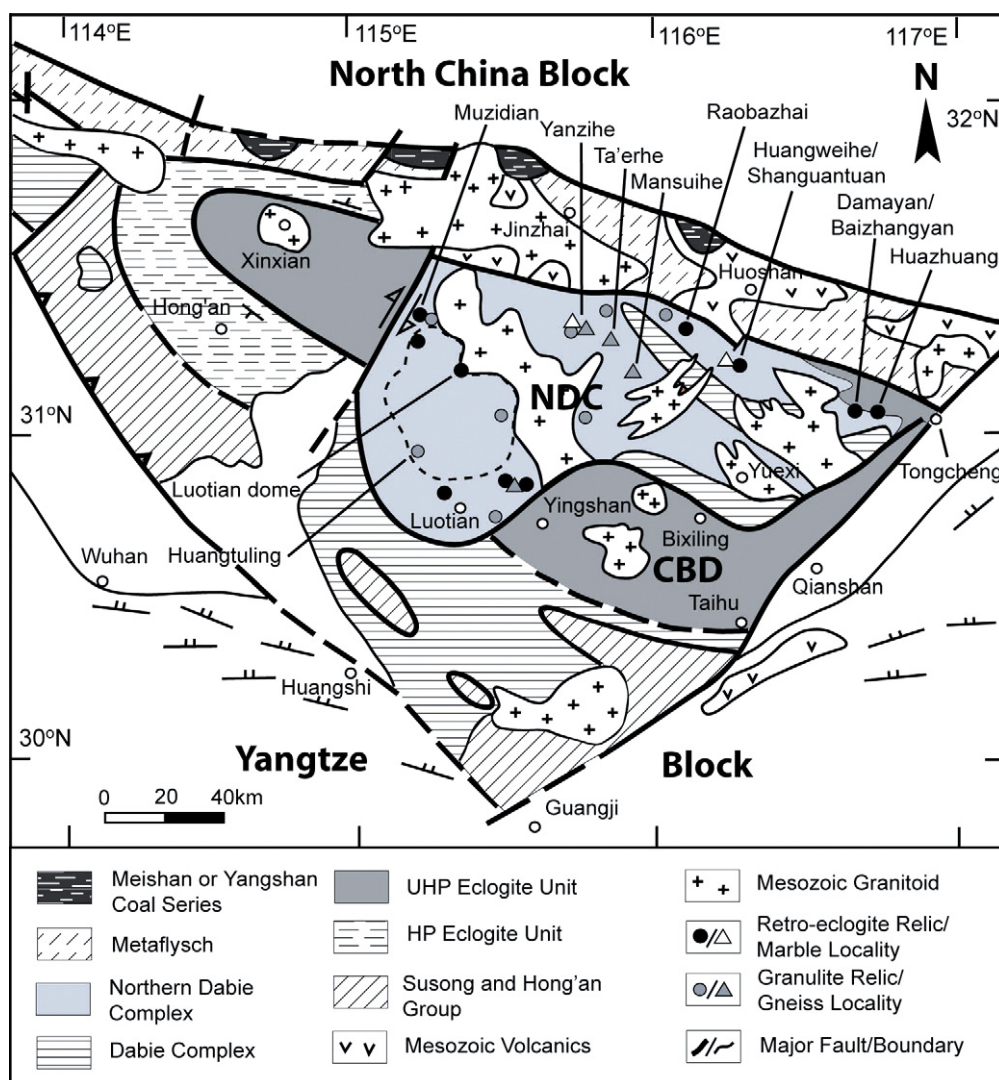 114°E
115°E
116°E
117°E
North China Block
N
32°N
Muzidian
Yanzihe
Raobazhai
Ta'erhe
Huangweihe/
Shanguantuan
Mansuihe
Damayan/
Baizhangyan
Huazhuang
Jinzhai
Xinxian
Huoshan
Hong'an
NDC
31°N
Luotian dome
Yuexi
Tongcheng
Luotian
Yingshan
Bixiling
Wuhan
Huangtuling
CBD
Qianshan
Taihu
Huangshi
30°N
Yangtze
Block
0 20 40km
Guangji
Meishan or Yangshan
Coal Series
UHP Eclogite Unit
Mesozoic Granitoid
Metaflysch
HP Eclogite Unit
Retro-eclogite Relic/
Marble Locality
Northern Dabie
Complex
Susong and Hong'an
Group
Granulite Relic/
Gneiss Locality
Dabie Complex
Mesozoic Volcanics
Major Fault/Boundary